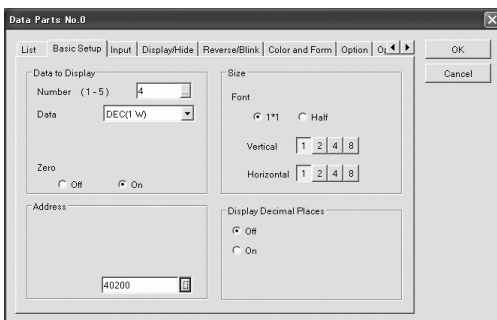 Data Parts No.0
List Basic Setup Input Display/Hide Reverse/Blink Color and Form Option
OK
Cancel
Data to Display
Number (1-5) 4 ...
Data DEC(1 W)
Zero
Off On
Address
40200
Size
Font
1*1 Half
Vertical 1 2 4 8
Horizontal 1 2 4 8
Display Decimal Places
Off
On